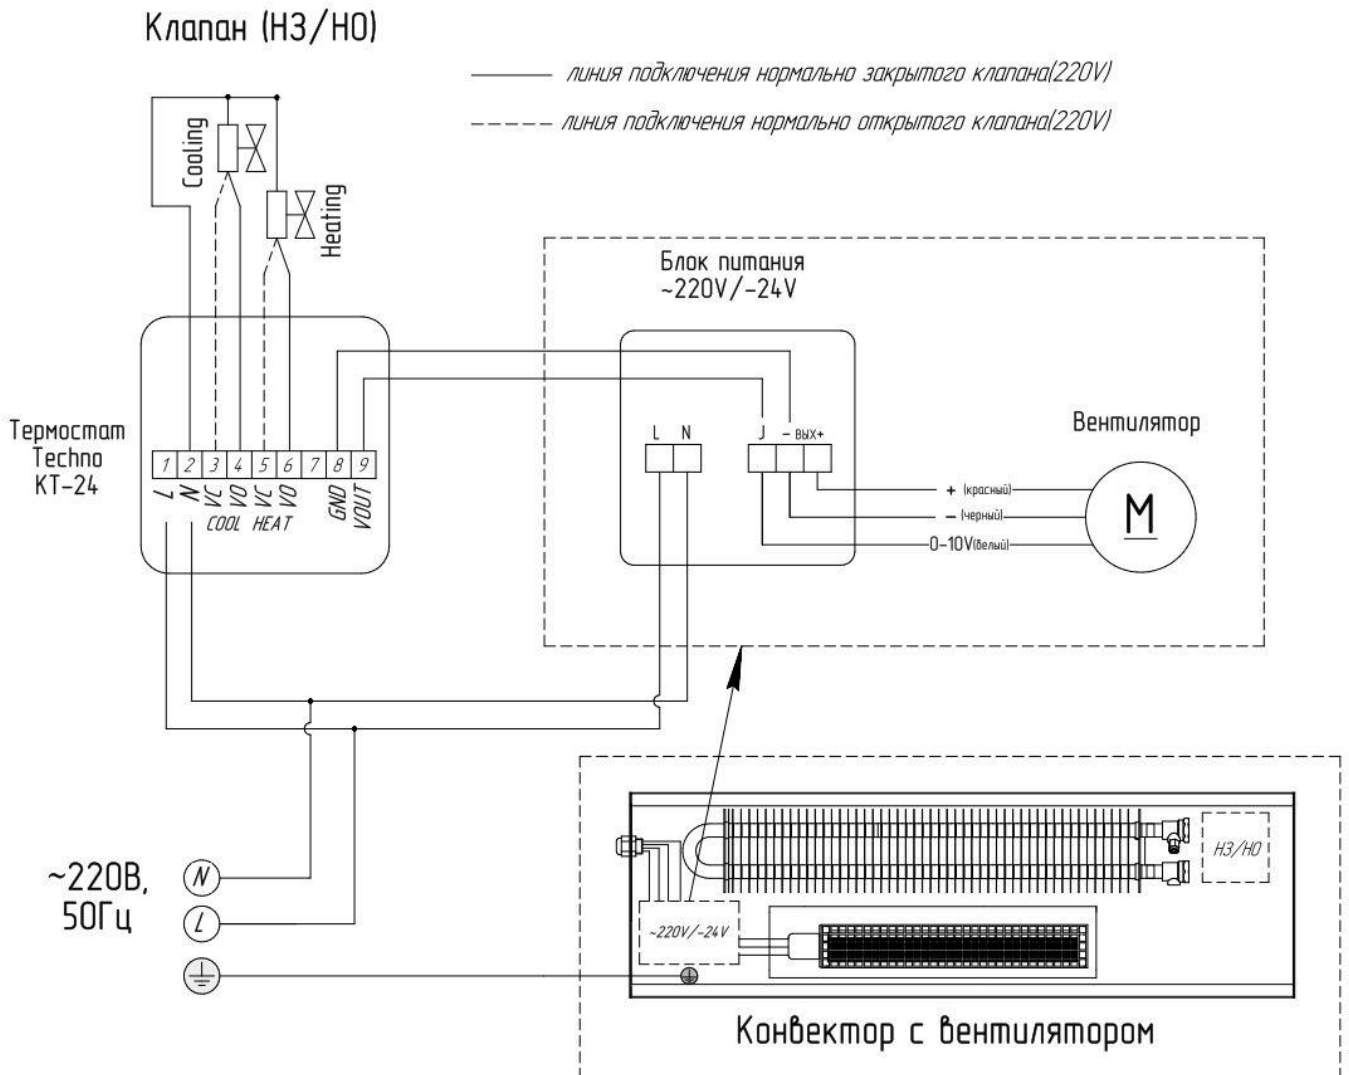 Клапан (НЗ/НО)
линия подключения нормально закрытого клапана(220V)
линия подключения нормально открытого клапана(220V)
Cooling
Heating
Блок питания
~220V/-24V
Термостат
Techno
КТ-24
1 2 3 4 5 6 7 8 9
L N VC VO VC VO GND VOUT
COOL HEAT
L N J - ВЫХ+
Вентилятор
+ (красный)
- (черный)
0-10V(белый)
M
~220В,
50Гц
N
L
НЗ/НО
~220V/-24V
Конвектор с вентилятором